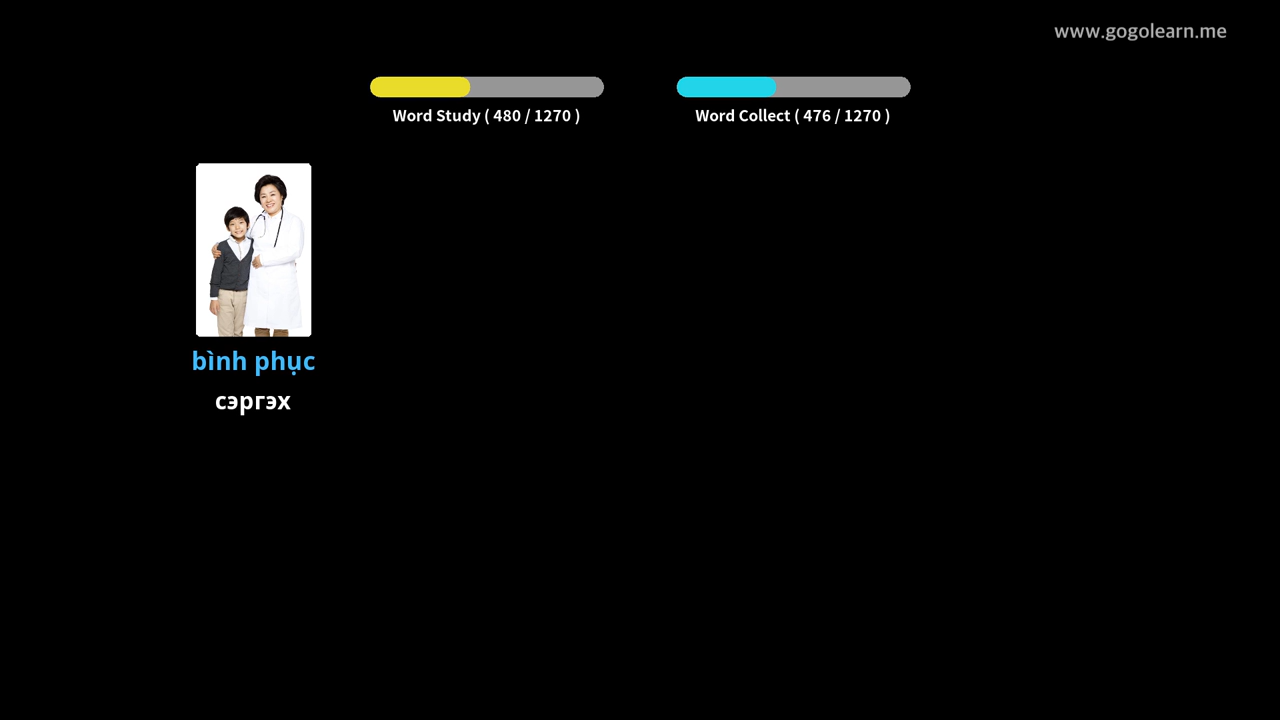 www.gogolearn.me
Word Study ( 480 / 1270 )
Word Collect ( 476 / 1270 )
bình phục
сэргэх